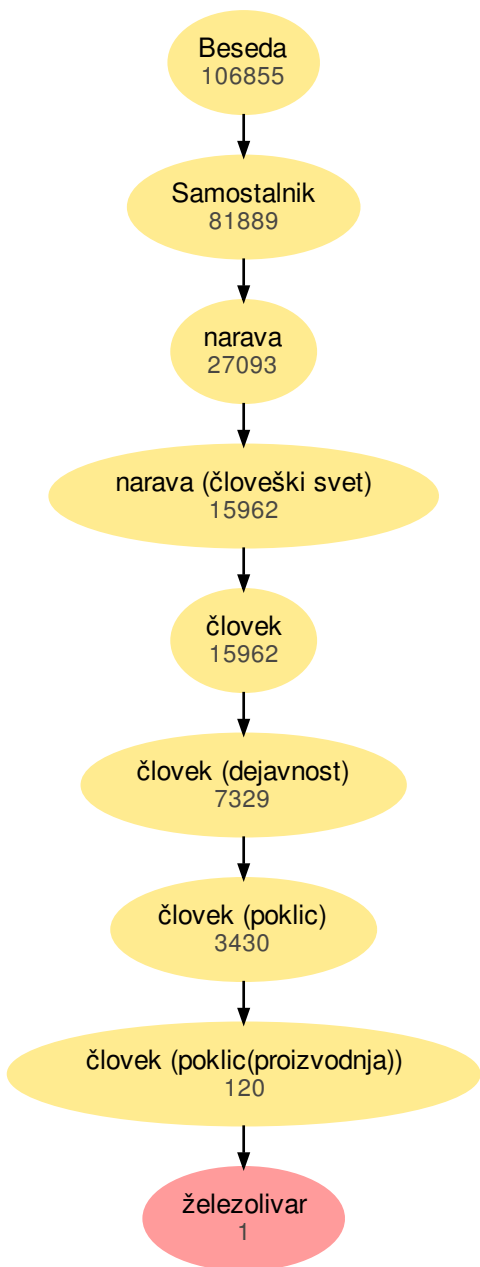 Beseda
106855
Samostalnik
81889
narava
27093
narava (človeški svet)
15962
človek
15962
človek (dejavnost)
7329
človek (poklic)
3430
človek (poklic(proizvodnja))
120
železolivar
1